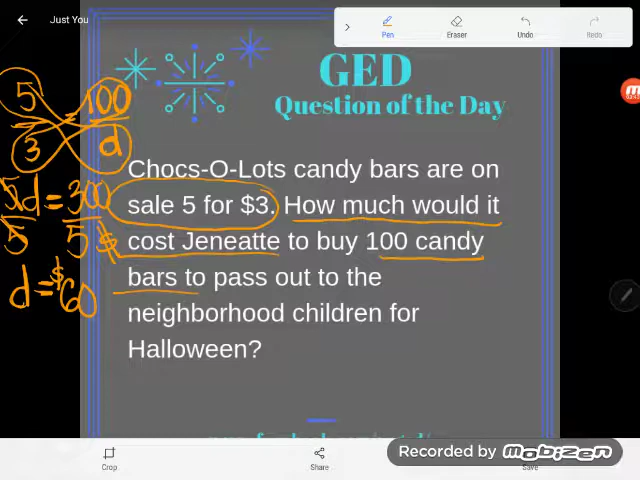 Just You
Pen
Eraser
Undo
Redo
GED
Question of the Day
5 = 100
3 d
5d = 300
5 5
d = $60
Chocs-O-Lots candy bars are on
sale 5 for $3. How much would it
cost Jeneatte to buy 100 candy
bars to pass out to the
neighborhood children for
Halloween?
Crop
Share
Save
Recorded by mobizen